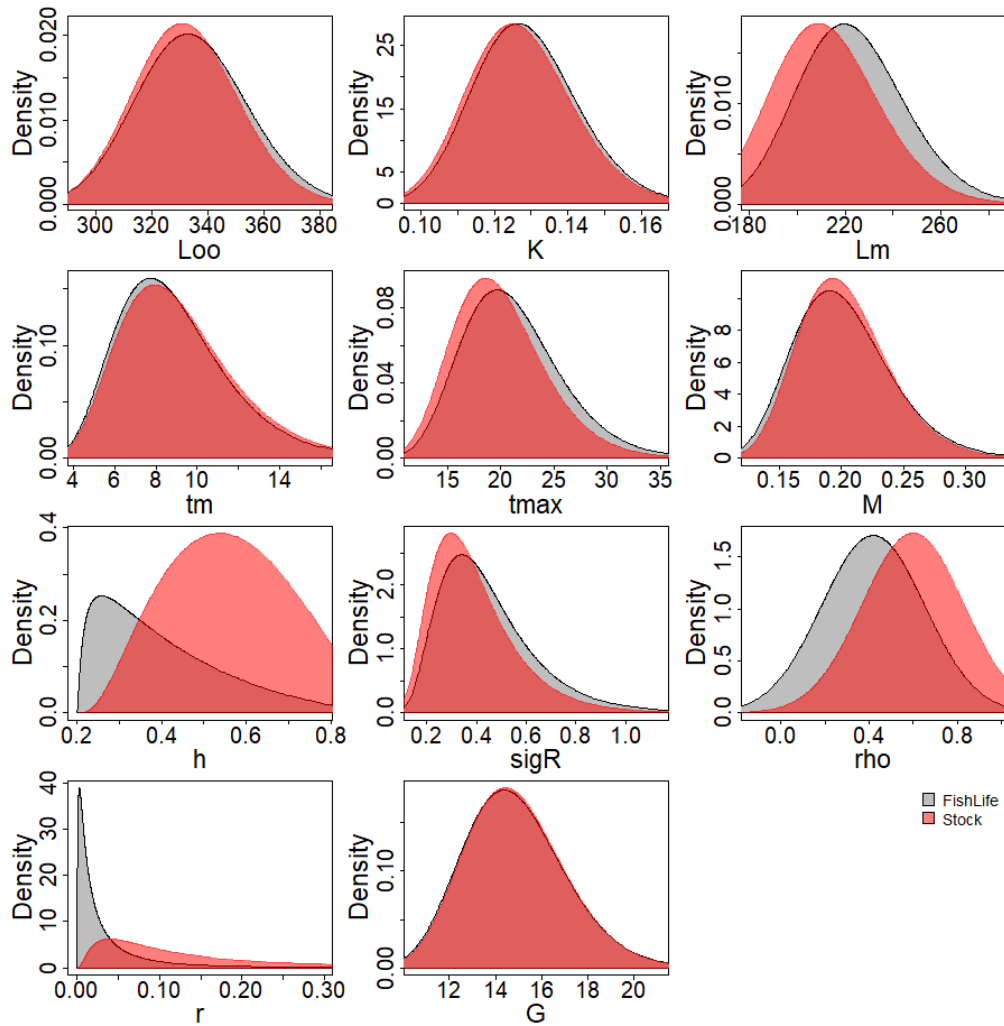 Density
0.000 0.010 0.020
300 320 340 360 380
Loo
Density
0 5 15 25
0.10 0.12 0.14 0.16
K
Density
0.000 0.010
180 220 260
Lm
Density
0.00 0.10
4 6 8 10 14
tm
Density
0.00 0.04 0.08
15 20 25 30 35
tmax
Density
0 2 4 6 8
0.15 0.20 0.25 0.30
M
Density
0.0 0.2 0.4
0.2 0.4 0.6 0.8
h
Density
0.0 1.0 2.0
0.2 0.4 0.6 1.0
sigR
Density
0.0 0.5 1.0 1.5
0.0 0.4 0.8
rho
Density
0 10 20 30 40
0.00 0.10 0.20 0.30
r
Density
0.00 0.10
12 14 16 20
G
FishLife
Stock